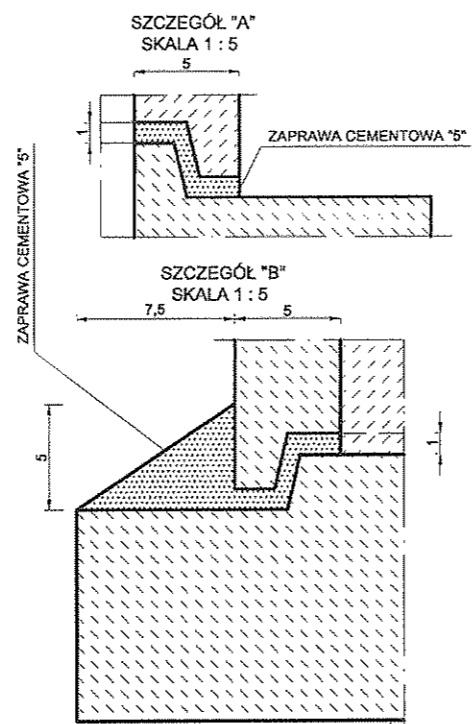 SZCZEGÓŁ "A"
SKALA 1 : 5
5
1
ZAPRAWA CEMENTOWA "5"
ZAPRAWA CEMENTOWA "5"
SZCZEGÓŁ "B"
SKALA 1 : 5
7,5
5
5
1